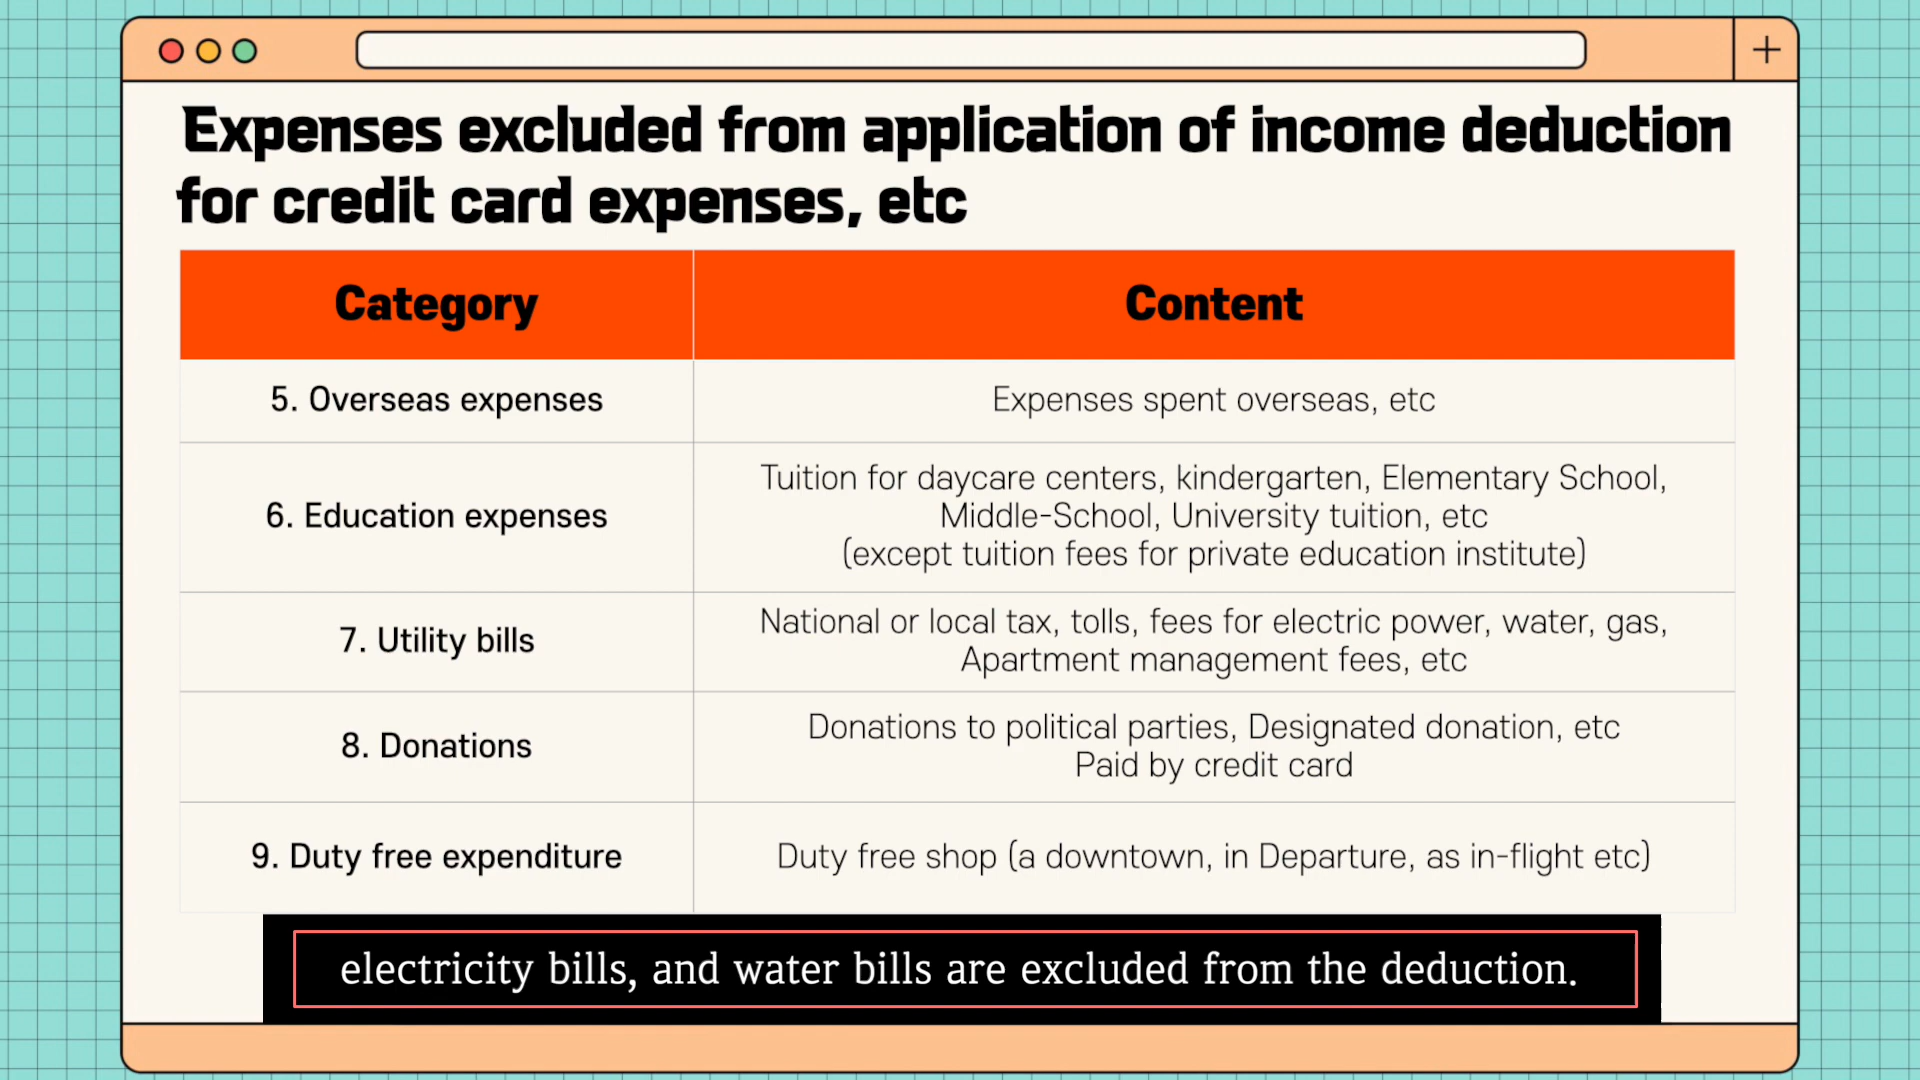 Expenses excluded from application of income deduction
for credit card expenses, etc
Category
Content
5. Overseas expenses
Expenses spent overseas, etc
6. Education expenses
Tuition for daycare centers, kindergarten, Elementary School,
Middle-School, University tuition, etc
(except tuition fees for private education institute)
7. Utility bills
National or local tax, tolls, fees for electric power, water, gas,
Apartment management fees, etc
8. Donations
Donations to political parties, Designated donation, etc
Paid by credit card
9. Duty free expenditure
Duty free shop (a downtown, in Departure, as in-flight etc)
electricity bills, and water bills are excluded from the deduction.